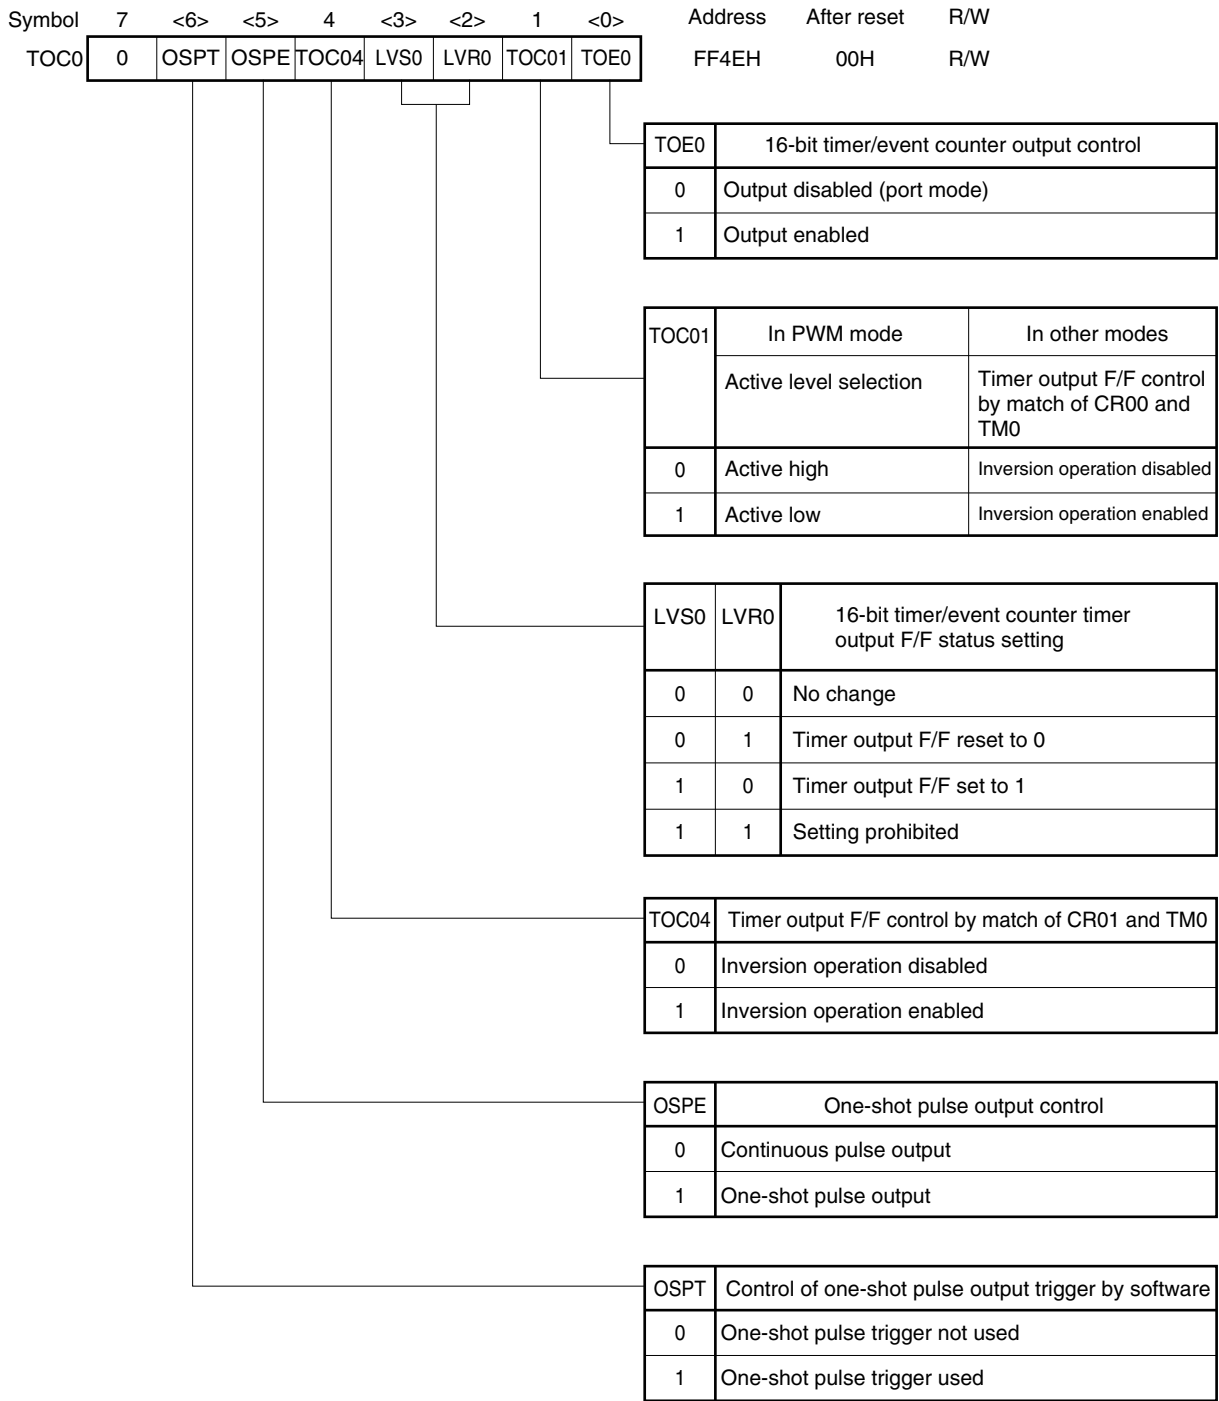 Symbol 7 <6> <5> 4 <3> <2> 1 <0> Address After reset R/W
TOC0 0 OSPT OSPE TOC04 LVS0 LVR0 TOC01 TOE0 FF4EH 00H R/W
TOE0 16-bit timer/event counter output control
0 Output disabled (port mode)
1 Output enabled
TOC01 In PWM mode In other modes
Active level selection Timer output F/F control
by match of CR00 and
TM0
0 Active high Inversion operation disabled
1 Active low Inversion operation enabled
LVS0 LVR0 16-bit timer/event counter timer
output F/F status setting
0 0 No change
0 1 Timer output F/F reset to 0
1 0 Timer output F/F set to 1
1 1 Setting prohibited
TOC04 Timer output F/F control by match of CR01 and TM0
0 Inversion operation disabled
1 Inversion operation enabled
OSPE One-shot pulse output control
0 Continuous pulse output
1 One-shot pulse output
OSPT Control of one-shot pulse output trigger by software
0 One-shot pulse trigger not used
1 One-shot pulse trigger used